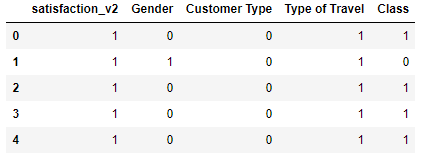 satisfaction_v2 Gender Customer Type Type of Travel Class
0 1 0 0 1 1
1 1 1 0 1 0
2 1 0 0 1 1
3 1 0 0 1 1
4 1 0 0 1 1